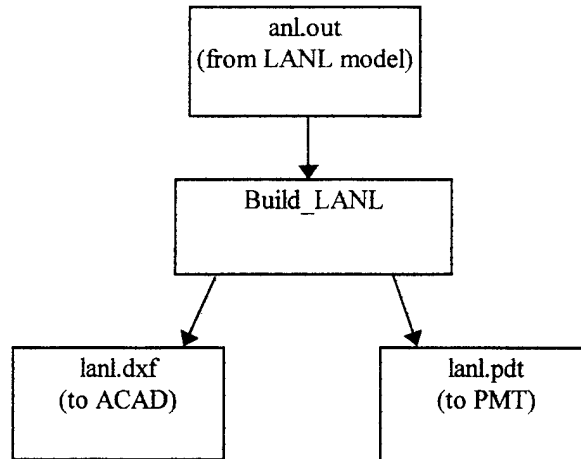 anl.out
(from LANL model)
Build_LANL
lanl.dxf
(to ACAD)
lanl.pdt
(to PMT)